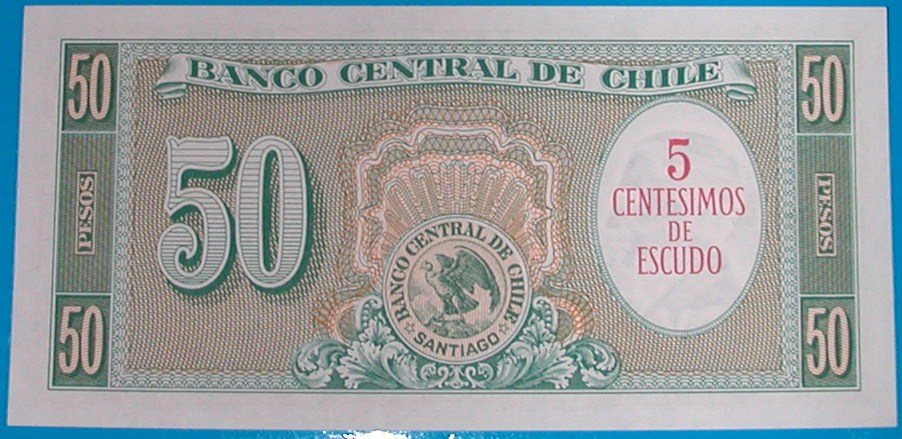 BANCO CENTRAL DE CHILE
50
50
50
5
CENTESIMOS
DE
ESCUDO
PESOS
PESOS
BANCO CENTRAL DE CHILE
SANTIAGO
50
50